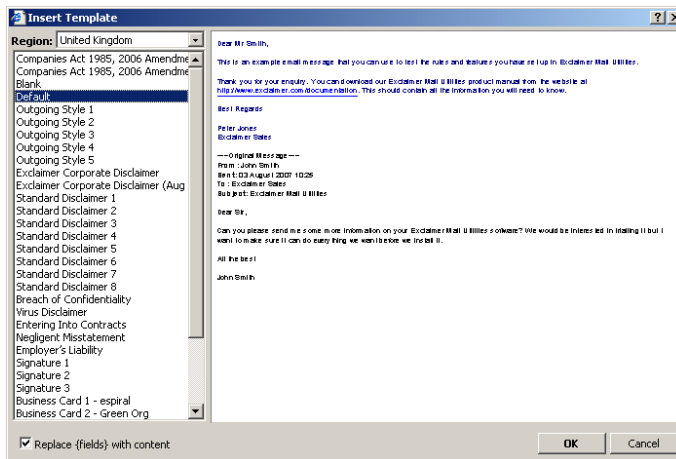 Insert Template
Region: United Kingdom
Companies Act 1985, 2006 Amendme
Companies Act 1985, 2006 Amendme
Blank
Default
Outgoing Style 1
Outgoing Style 2
Outgoing Style 3
Outgoing Style 4
Outgoing Style 5
Exclaimer Corporate Disclaimer
Exclaimer Corporate Disclaimer (Aug
Standard Disclaimer 1
Standard Disclaimer 2
Standard Disclaimer 3
Standard Disclaimer 4
Standard Disclaimer 5
Standard Disclaimer 6
Standard Disclaimer 7
Standard Disclaimer 8
Breach of Confidentiality
Virus Disclaimer
Entering Into Contracts
Negligent Misstatement
Employer's Liability
Signature 1
Signature 2
Signature 3
Business Card 1 - espiral
Business Card 2 - Green Org
Dear Mr Smith,
This is an example email message that you can use to test the rules and features you have set up in Exclaimer Mail Utilities.
Thank you for your enquiry. You can download our Exclaimer Mail Utilities product manual from the website at
http://www.exclaimer.com/documentation. This should contain all the information you will need to know.
Best Regards
Peter Jones
Exclaimer Sales
----Original Message----
From : John Smith
Sent: 03 August 2007 10:25
To : Exclaimer Sales
Subject: Exclaimer Mail Utilities
Dear Sir,
Can you please send me some more information on your Exclaimer Mail Utilities software? We would be interested in trialling it but I
want to make sure it can do every thing we want before we install it.
All the best
John Smith
Replace {fields} with content
OK
Cancel